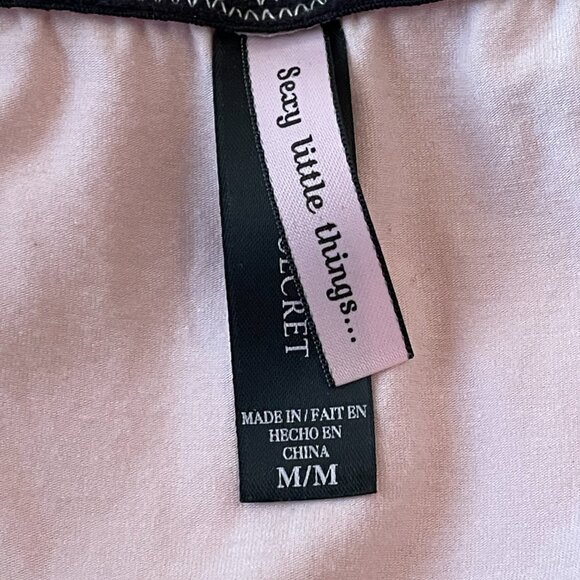 Sexy little things...
SECRET
MADE IN / FAIT EN
HECHO EN
CHINA
M/M